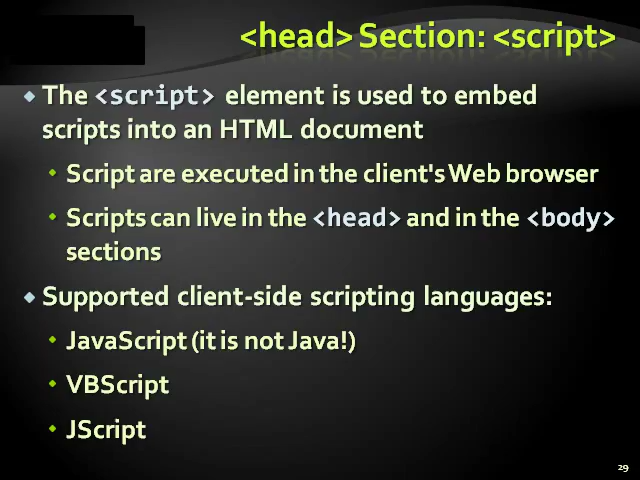 <head> Section: <script>
The <script> element is used to embed
scripts into an HTML document
Script are executed in the client's Web browser
Scripts can live in the <head> and in the <body>
sections
Supported client-side scripting languages:
JavaScript (it is not Java!)
VBScript
JScript
29